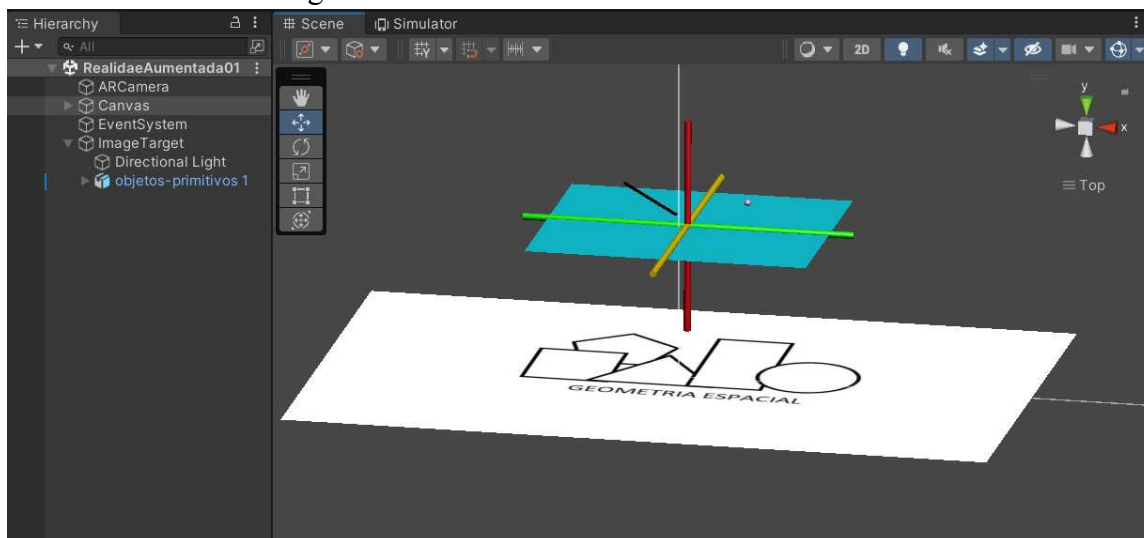 Hierarchy
All
RealidaeAumentada01
ARCamera
Canvas
EventSystem
ImageTarget
Directional Light
objetos-primitivos 1
Scene
Simulator
2D
y
x
Top
GEOMETRIA ESPACIAL